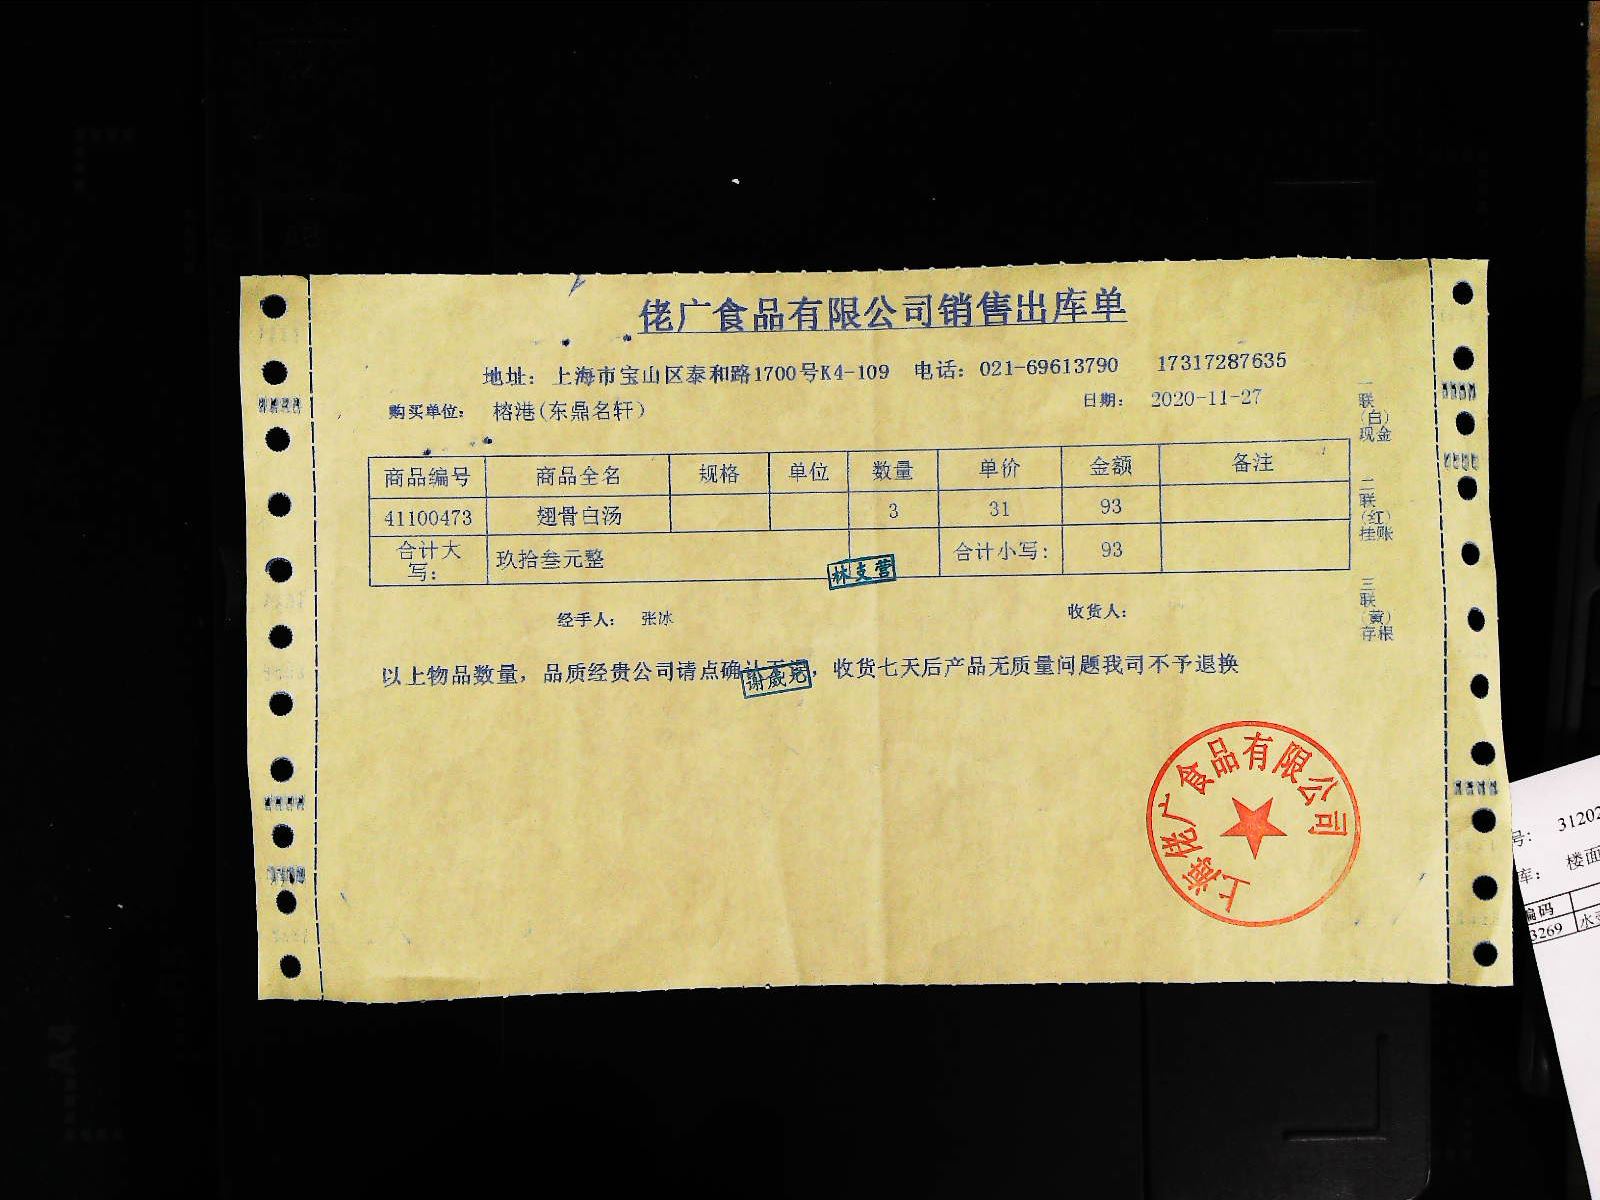 佬广食品有限公司销售出库单
地址：上海市宝山区泰和路1700号K4-109 电话：021-69613790 17317287635
购买单位： 榕港(东鼎名轩) 日期： 2020-11-27
商品编号 商品全名 规格 单位 数量 单价 金额 备注
41100473 翅骨白汤 3 31 93
合计大写： 玖拾叁元整 合计小写： 93
林支营
经手人： 张冰 收货人：
以上物品数量，品质经贵公司请点确认无误，收货七天后产品无质量问题我司不予退换
一联(白)现金
二联(红)挂账
三联(黄)存根
上海佬广食品有限公司
号： 31202
库： 楼面
编码
3269 水